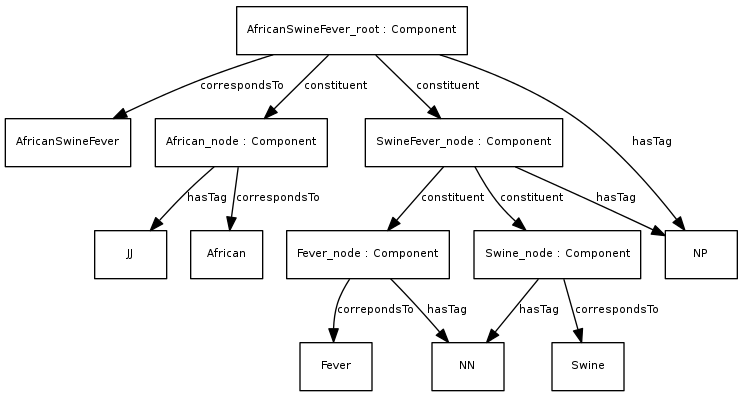 AfricanSwineFever_root : Component
correspondsTo
constituent
constituent
hasTag
AfricanSwineFever
African_node : Component
SwineFever_node : Component
hasTag
correspondsTo
constituent
constituent
hasTag
JJ
African
Fever_node : Component
Swine_node : Component
NP
correpondsTo
hasTag
hasTag
correspondsTo
Fever
NN
Swine